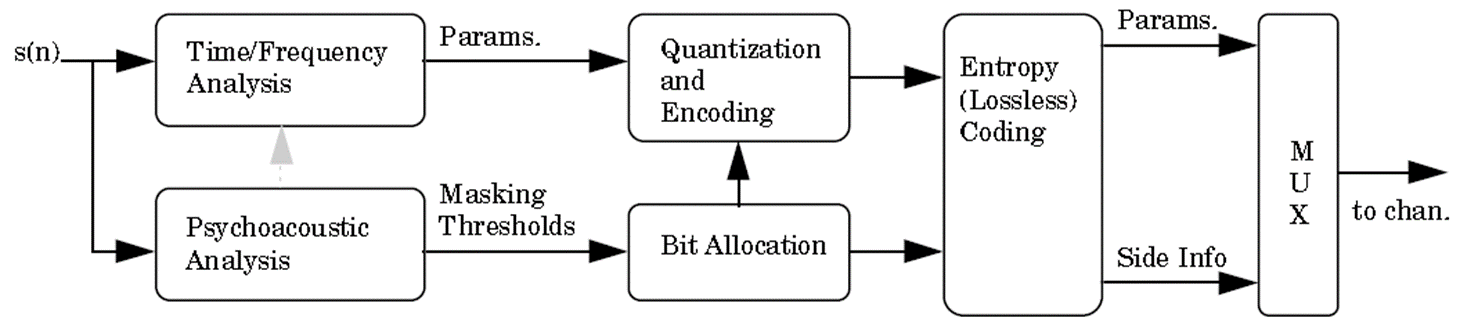 s(n)
Time/Frequency
Analysis
Params.
Quantization
and
Encoding
Entropy
(Lossless)
Coding
Params.
M
U
X
to chan.
Psychoacoustic
Analysis
Masking
Thresholds
Bit Allocation
Side Info